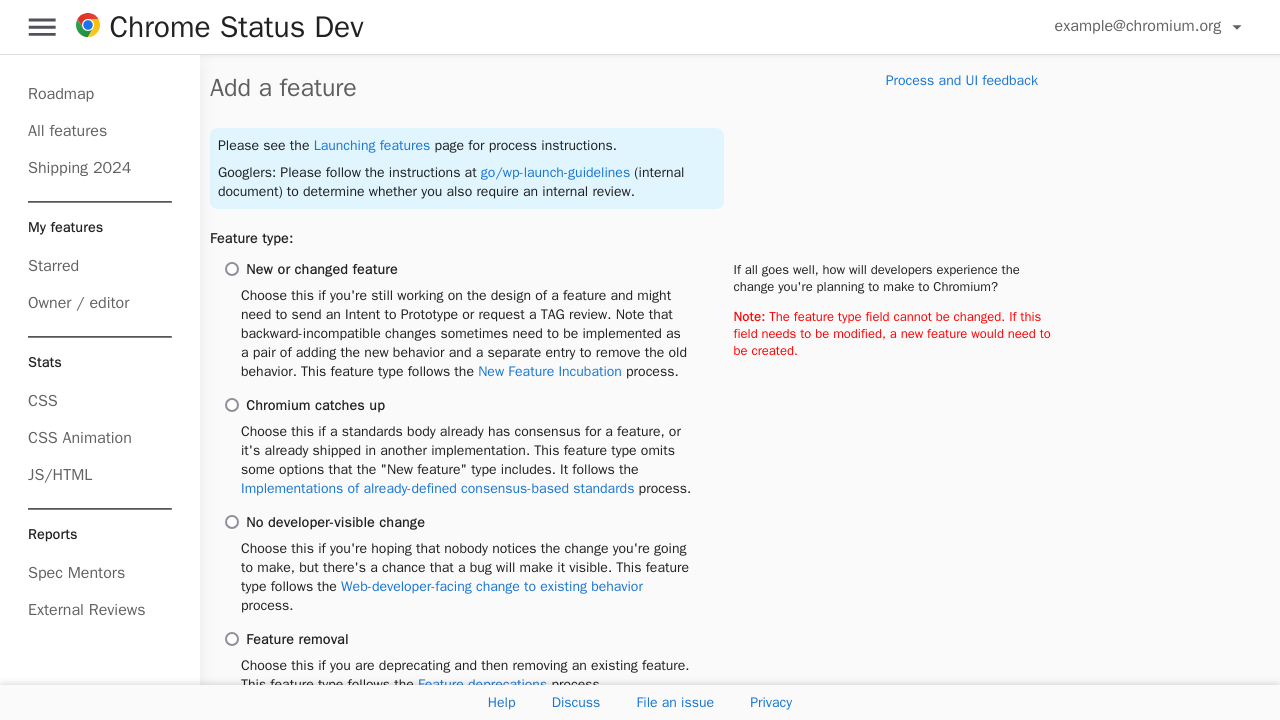 Chrome Status Dev
example@chromium.org
Roadmap
All features
Shipping 2024
My features
Starred
Owner / editor
Stats
CSS
CSS Animation
JS/HTML
Reports
Spec Mentors
External Reviews
Add a feature
Process and UI feedback
Please see the Launching features page for process instructions.
Googlers: Please follow the instructions at go/wp-launch-guidelines (internal
document) to determine whether you also require an internal review.
Feature type:
New or changed feature
Choose this if you're still working on the design of a feature and might
need to send an Intent to Prototype or request a TAG review. Note that
backward-incompatible changes sometimes need to be implemented as
a pair of adding the new behavior and a separate entry to remove the old
behavior. This feature type follows the New Feature Incubation process.
If all goes well, how will developers experience the
change you're planning to make to Chromium?
Note: The feature type field cannot be changed. If this
field needs to be modified, a new feature would need to
be created.
Chromium catches up
Choose this if a standards body already has consensus for a feature, or
it's already shipped in another implementation. This feature type omits
some options that the "New feature" type includes. It follows the
Implementations of already-defined consensus-based standards process.
No developer-visible change
Choose this if you're hoping that nobody notices the change you're going
to make, but there's a chance that a bug will make it visible. This feature
type follows the Web-developer-facing change to existing behavior
process.
Feature removal
Choose this if you are deprecating and then removing an existing feature.
This feature type follows the Feature deprecations process.
Help
Discuss
File an issue
Privacy